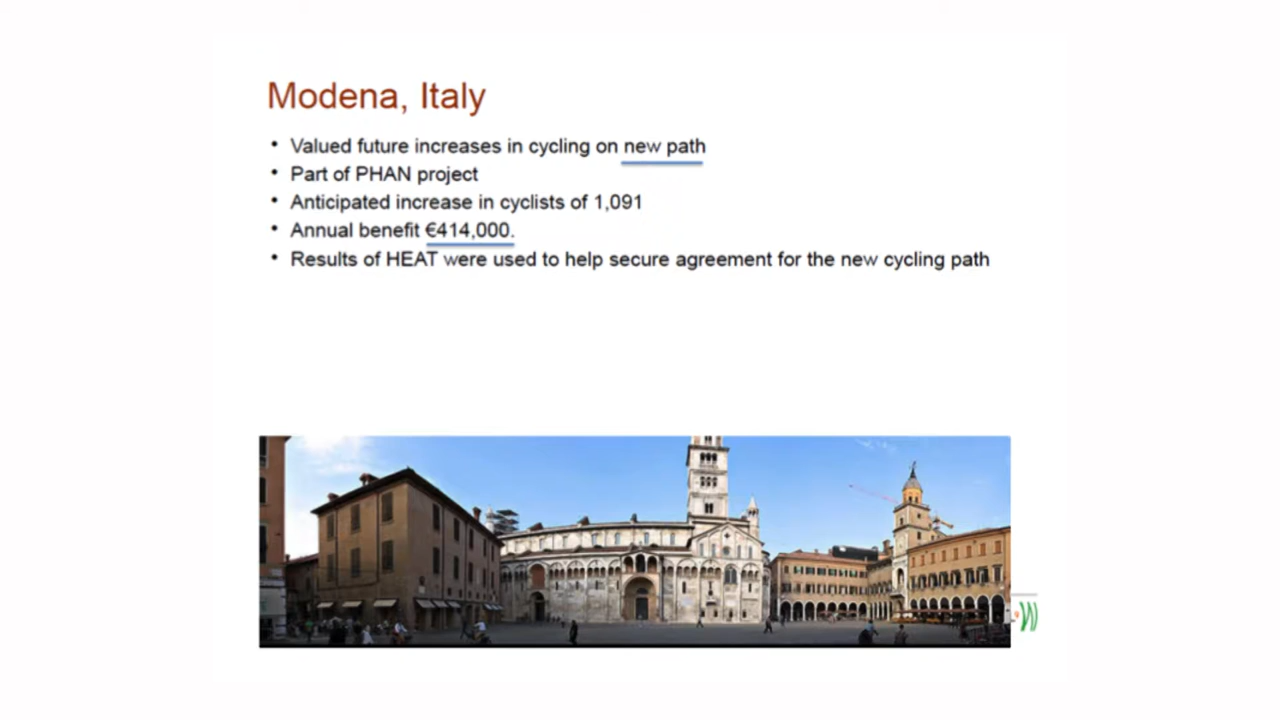 Modena, Italy
• Valued future increases in cycling on new path
• Part of PHAN project
• Anticipated increase in cyclists of 1,091
• Annual benefit €414,000.
• Results of HEAT were used to help secure agreement for the new cycling path